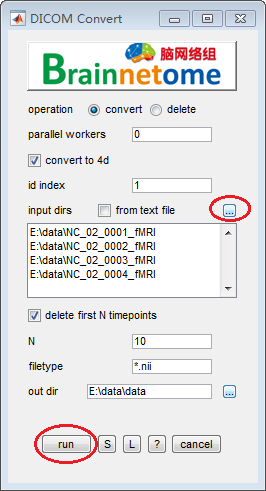 DICOM Convert
脑网络组
Brainnetome
operation convert delete
parallel workers 0
convert to 4d
id index 1
input dirs from text file ...
E:\data\NC_02_0001_fMRI
E:\data\NC_02_0002_fMRI
E:\data\NC_02_0003_fMRI
E:\data\NC_02_0004_fMRI
delete first N timepoints
N 10
filetype *.nii
out dir E:\data\data ...
run S L ? cancel